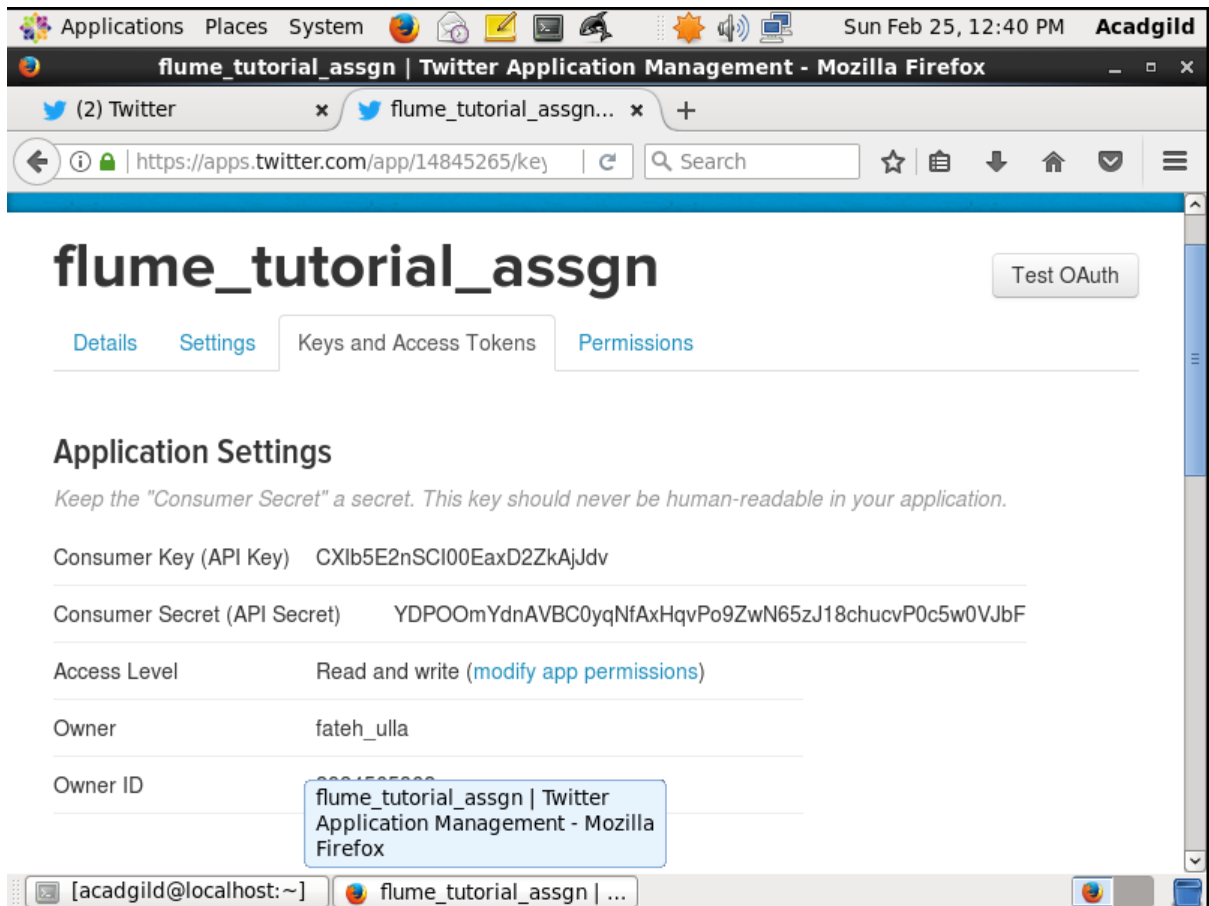 Applications Places System Sun Feb 25, 12:40 PM Acadgild
flume_tutorial_assgn | Twitter Application Management - Mozilla Firefox
(2) Twitter flume_tutorial_assgn...
https://apps.twitter.com/app/14845265/key Search
flume_tutorial_assgn
Test OAuth
Details Settings Keys and Access Tokens Permissions
Application Settings
Keep the "Consumer Secret" a secret. This key should never be human-readable in your application.
Consumer Key (API Key) CXIb5E2nSCI00EaxD2ZkAjJdv
Consumer Secret (API Secret) YDPOOmYdnAVBC0yqNfAxHqvPo9ZwN65zJ18chucvP0c5w0VJbF
Access Level Read and write (modify app permissions)
Owner fateh_ulla
Owner ID
flume_tutorial_assgn | Twitter
Application Management - Mozilla
Firefox
[acadgild@localhost:~] flume_tutorial_assgn | ...